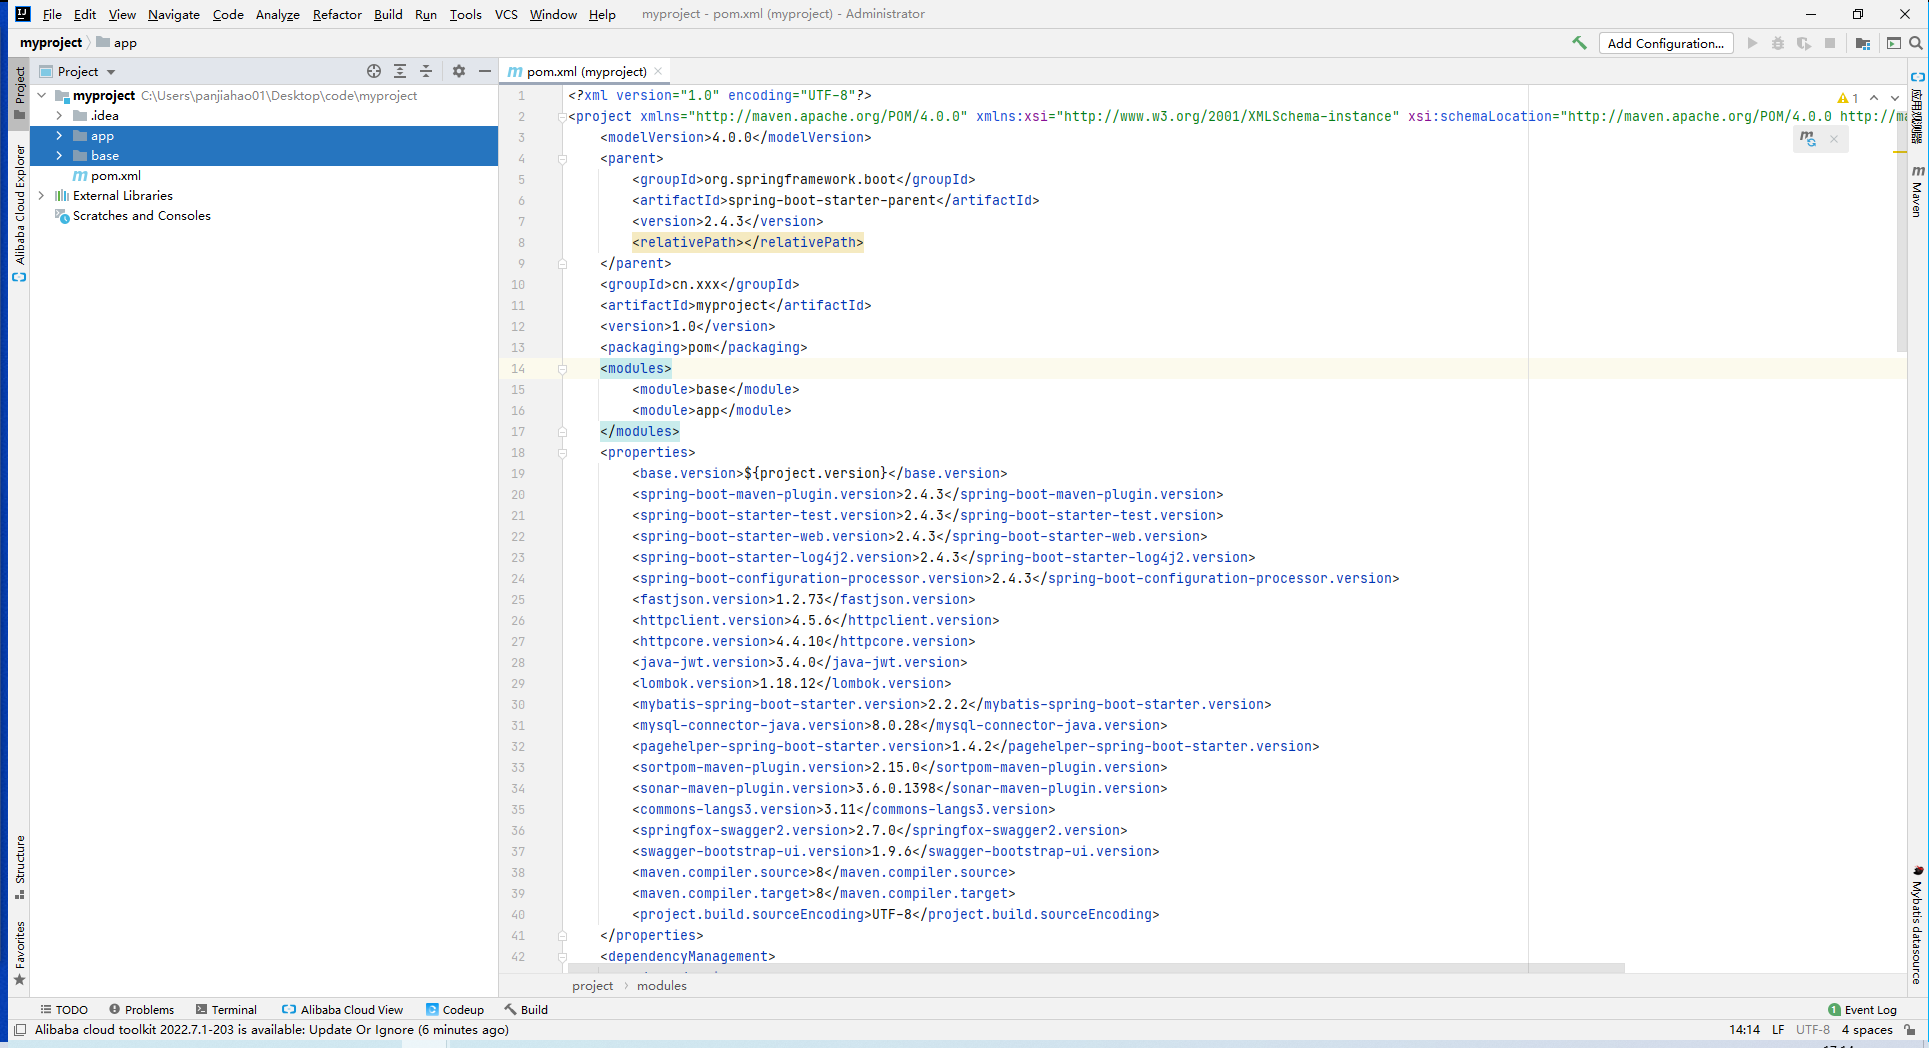 File Edit View Navigate Code Analyze Refactor Build Run Tools VCS Window Help myproject - pom.xml (myproject) - Administrator
myproject app
Add Configuration...
Project
Alibaba Cloud Explorer
Structure
Favorites
Project
myproject C:\Users\panjiahao01\Desktop\code\myproject
.idea
app
base
pom.xml
External Libraries
Scratches and Consoles
pom.xml (myproject)
1
1 <?xml version="1.0" encoding="UTF-8"?>
2 <project xmlns="http://maven.apache.org/POM/4.0.0" xmlns:xsi="http://www.w3.org/2001/XMLSchema-instance" xsi:schemaLocation="http://maven.apache.org/POM/4.0.0 http://ma
3 <modelVersion>4.0.0</modelVersion>
4 <parent>
5 <groupId>org.springframework.boot</groupId>
6 <artifactId>spring-boot-starter-parent</artifactId>
7 <version>2.4.3</version>
8 <relativePath></relativePath>
9 </parent>
10 <groupId>cn.xxx</groupId>
11 <artifactId>myproject</artifactId>
12 <version>1.0</version>
13 <packaging>pom</packaging>
14 <modules>
15 <module>base</module>
16 <module>app</module>
17 </modules>
18 <properties>
19 <base.version>${project.version}</base.version>
20 <spring-boot-maven-plugin.version>2.4.3</spring-boot-maven-plugin.version>
21 <spring-boot-starter-test.version>2.4.3</spring-boot-starter-test.version>
22 <spring-boot-starter-web.version>2.4.3</spring-boot-starter-web.version>
23 <spring-boot-starter-log4j2.version>2.4.3</spring-boot-starter-log4j2.version>
24 <spring-boot-configuration-processor.version>2.4.3</spring-boot-configuration-processor.version>
25 <fastjson.version>1.2.73</fastjson.version>
26 <httpclient.version>4.5.6</httpclient.version>
27 <httpcore.version>4.4.10</httpcore.version>
28 <java-jwt.version>3.4.0</java-jwt.version>
29 <lombok.version>1.18.12</lombok.version>
30 <mybatis-spring-boot-starter.version>2.2.2</mybatis-spring-boot-starter.version>
31 <mysql-connector-java.version>8.0.28</mysql-connector-java.version>
32 <pagehelper-spring-boot-starter.version>1.4.2</pagehelper-spring-boot-starter.version>
33 <sortpom-maven-plugin.version>2.15.0</sortpom-maven-plugin.version>
34 <sonar-maven-plugin.version>3.6.0.1398</sonar-maven-plugin.version>
35 <commons-langs3.version>3.11</commons-langs3.version>
36 <springfox-swagger2.version>2.7.0</springfox-swagger2.version>
37 <swagger-bootstrap-ui.version>1.9.6</swagger-bootstrap-ui.version>
38 <maven.compiler.source>8</maven.compiler.source>
39 <maven.compiler.target>8</maven.compiler.target>
40 <project.build.sourceEncoding>UTF-8</project.build.sourceEncoding>
41 </properties>
42 <dependencyManagement>
project modules
应用观测器
Maven
Mybatis datasource
TODO Problems Terminal Alibaba Cloud View Codeup Build 1 Event Log
Alibaba cloud toolkit 2022.7.1-203 is available: Update Or Ignore (6 minutes ago) 14:14 LF UTF-8 4 spaces